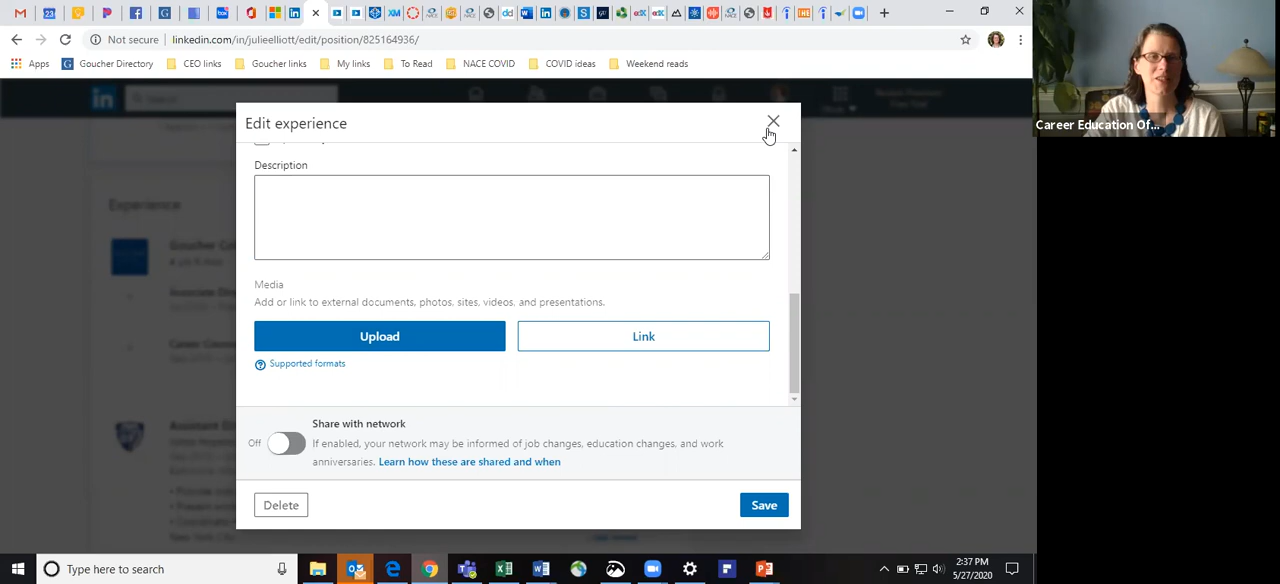 Not secure
linkedin.com/in/julieelliott/edit/position/825164936/
Apps
Goucher Directory
CEO links
Goucher links
My links
To Read
NACE COVID
COVID ideas
Weekend reads
Career Education Of...
Edit experience
Description
Experience
Media
Add or link to external documents, photos, sites, videos, and presentations.
Upload
Link
Supported formats
Share with network
Off
If enabled, your network may be informed of job changes, education changes, and work
anniversaries. Learn how these are shared and when
Delete
Save
Type here to search
2:37 PM
5/27/2020